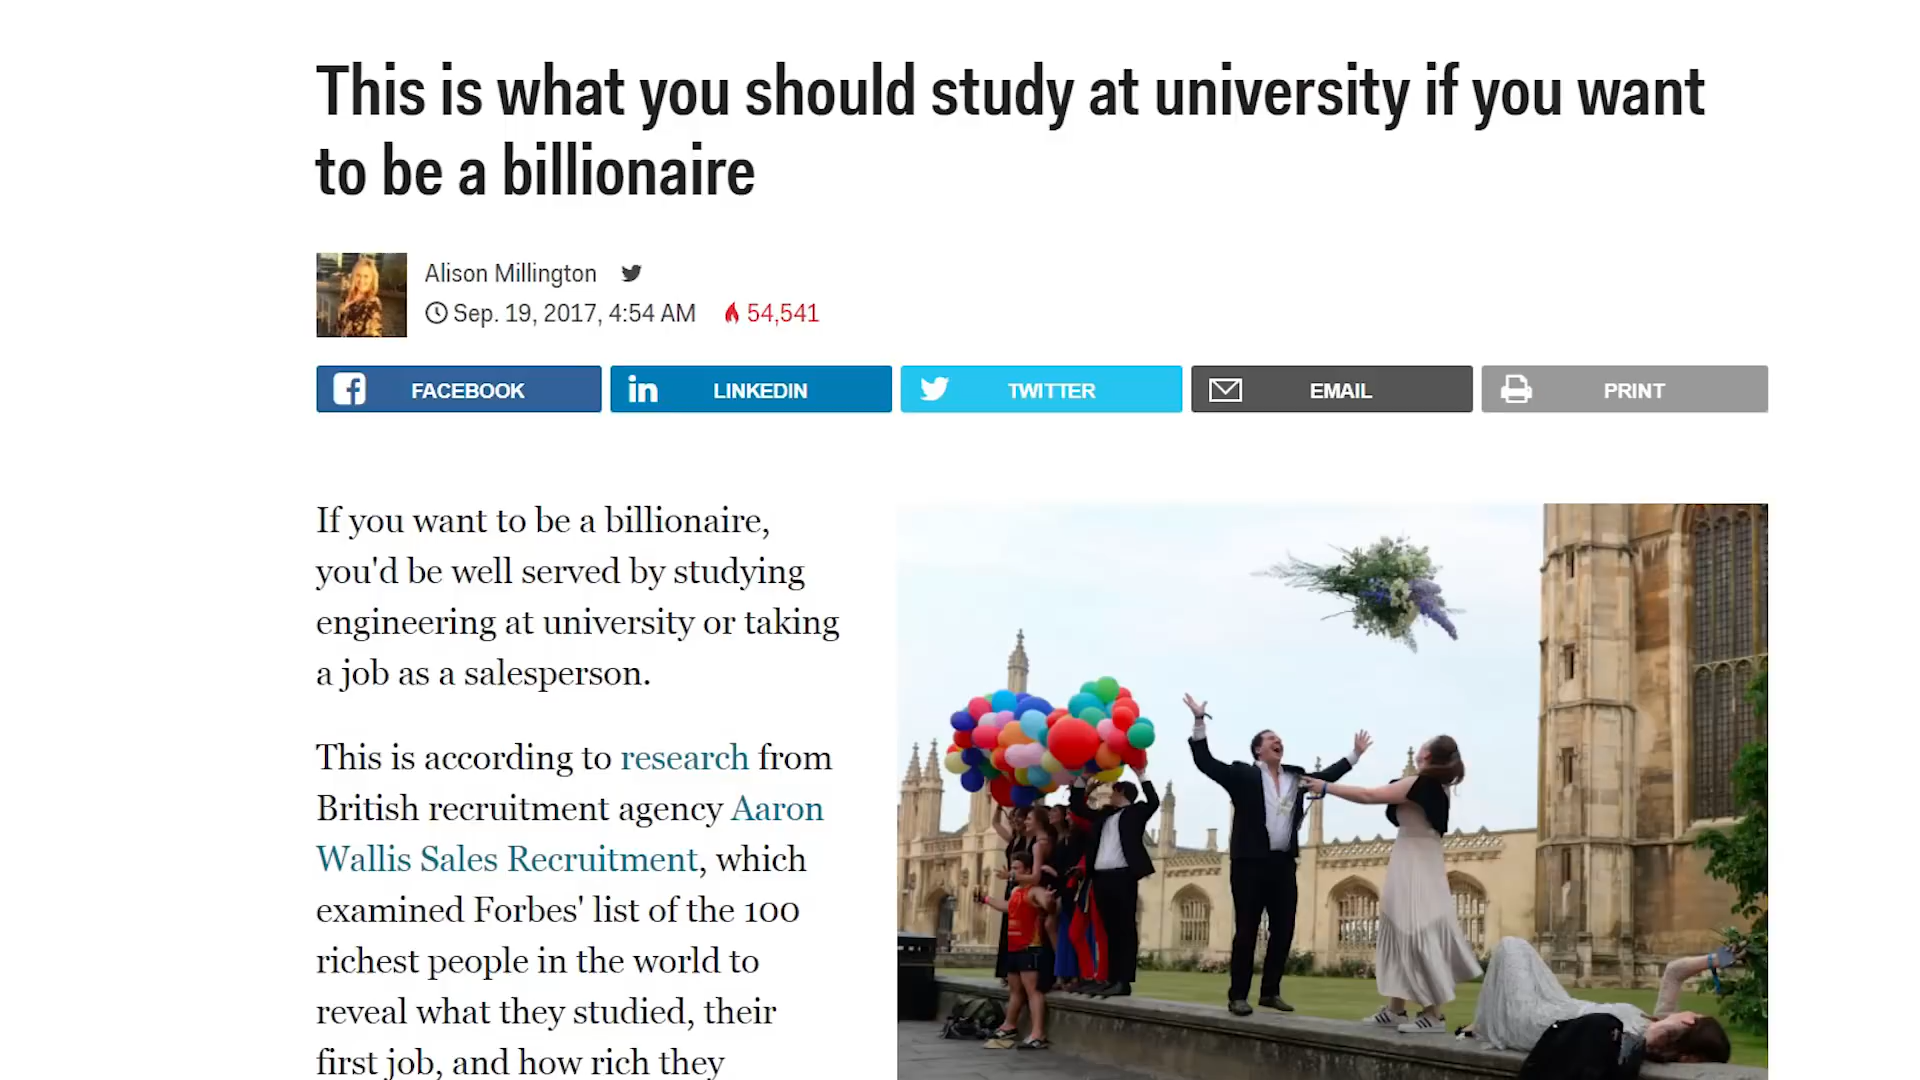 This is what you should study at university if you want
to be a billionaire
Alison Millington
Sep. 19, 2017, 4:54 AM 54,541
FACEBOOK LINKEDIN TWITTER EMAIL PRINT
If you want to be a billionaire,
you'd be well served by studying
engineering at university or taking
a job as a salesperson.
This is according to research from
British recruitment agency Aaron
Wallis Sales Recruitment, which
examined Forbes' list of the 100
richest people in the world to
reveal what they studied, their
first job, and how rich they